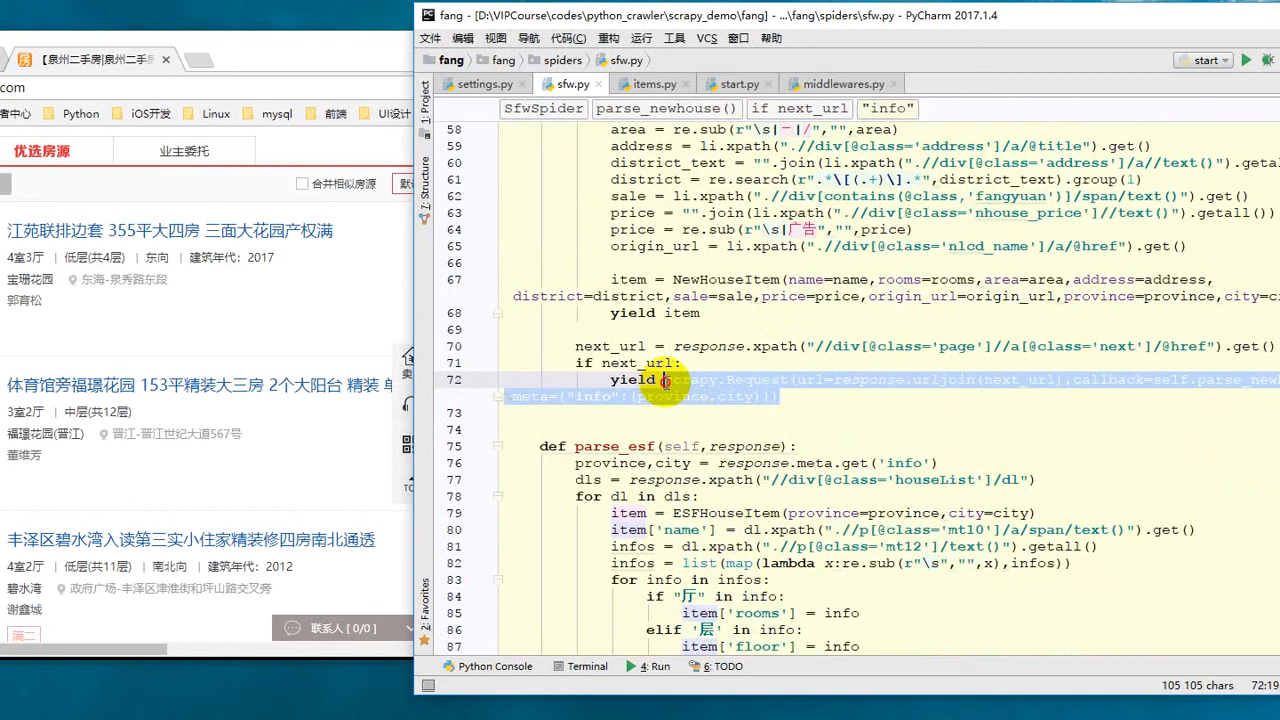 【泉州二手房|泉州二手房
com
Python
iOS开发
Linux
mysql
前端
UI设计
优选房源
业主委托
合并相似房源
江苑联排边套 355平大四房 三面大花园产权满
4室3厅 | 低层(共4层) | 东向 | 建筑年代：2017
宝珊花园 东海-泉秀路东段
郭育松
体育馆旁福璟花园 153平精装大三房 2个大阳台 精装 单
3室2厅 | 中层(共12层)
福璟花园(晋江) 晋江-晋江世纪大道567号
董维芳
丰泽区碧水湾入读第三实小住家精装修四房南北通透
4室2厅 | 低层(共11层) | 南北向 | 建筑年代：2012
碧水湾 政府广场-丰泽区津淮街和坪山路交叉旁
谢鑫城
满二
联系人 [ 0/0 ]
fang - [D:\VIPCourse\codes\python_crawler\scrapy_demo\fang] - ...\fang\spiders\sfw.py - PyCharm 2017.1.4
文件 编辑 视图 导航 代码(C) 重构 运行 工具 VCS 窗口 帮助
fang fang spiders sfw.py start
settings.py sfw.py items.py start.py middlewares.py
SfwSpider parse_newhouse() if next_url "info"
1: Project
7: Structure
2: Favorites
58 area = re.sub(r"\s|－|/","",area)
59 address = li.xpath(".//div[@class='address']/a/@title").get()
60 district_text = "".join(li.xpath(".//div[@class='address']/a//text()").geta
61 district = re.search(r".*\[(.+)\].*",district_text).group(1)
62 sale = li.xpath(".//div[contains(@class,'fangyuan')]/span/text()").get()
63 price = "".join(li.xpath(".//div[@class='nhouse_price']//text()").getall()
64 price = re.sub(r"\s|广告","",price)
65 origin_url = li.xpath(".//div[@class='nlcd_name']/a/@href").get()
66
67 item = NewHouseItem(name=name,rooms=rooms,area=area,address=address,
district=district,sale=sale,price=price,origin_url=origin_url,province=province,city=c
68 yield item
69
70 next_url = response.xpath("//div[@class='page']//a[@class='next']/@href").get()
71 if next_url:
72 yield scrapy.Request(url=response.urljoin(next_url),callback=self.parse_newh
meta={"info":(province,city)})
73
74
75 def parse_esf(self,response):
76 province,city = response.meta.get('info')
77 dls = response.xpath("//div[@class='houseList']/dl")
78 for dl in dls:
79 item = ESFHouseItem(province=province,city=city)
80 item['name'] = dl.xpath(".//p[@class='mt10']/a/span/text()").get()
81 infos = dl.xpath(".//p[@class='mt12']/text()").getall()
82 infos = list(map(lambda x:re.sub(r"\s","",x),infos))
83 for info in infos:
84 if "厅" in info:
85 item['rooms'] = info
86 elif '层' in info:
87 item['floor'] = info
Python Console Terminal 4: Run 6: TODO
105 105 chars 72:19